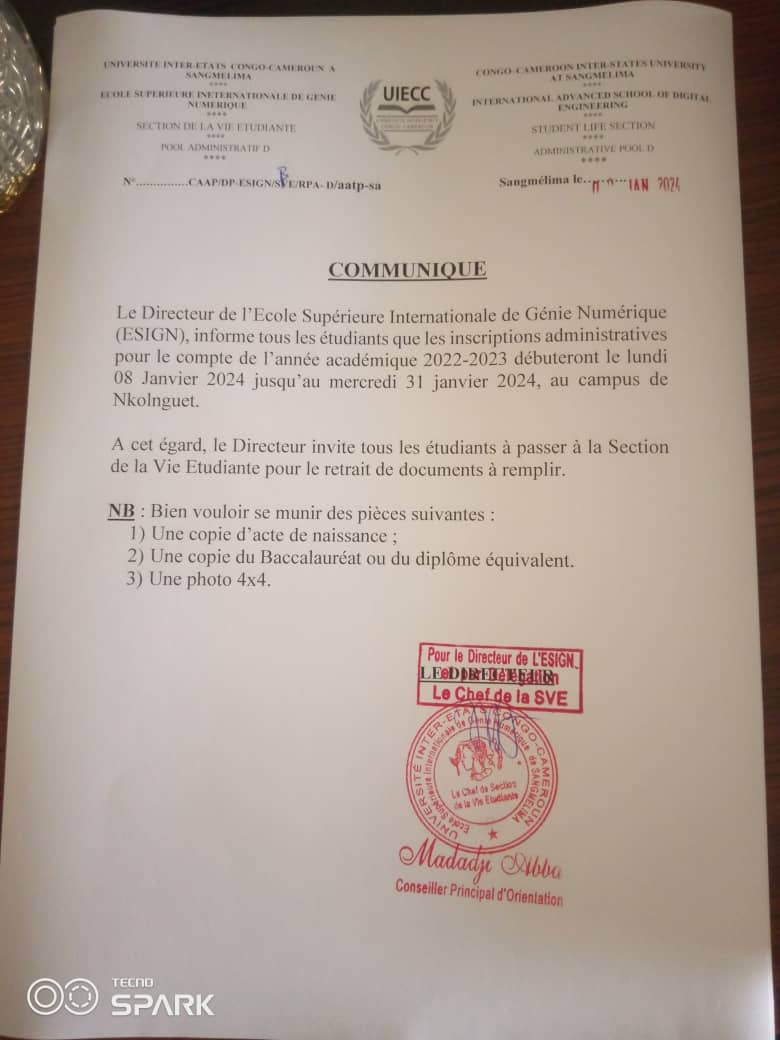 UNIVERSITE INTER-ETATS CONGO-CAMEROUN A
SANGMELIMA
****
ECOLE SUPERIEURE INETERNATIONALE DE GENIE
NUMERIQUE
****
SECTION DE LA VIE ETUDIANTE
****
POOL ADMINISTRATIF D
****
UIECC
CONGO-CAMEROON INTER-STATES UNIVERSITY
AT SANGMELIMA
****
INTERNATIONAL ADVANCED SCHOOL OF DIGITAL
ENGINEERING
****
STUDENT LIFE SECTION
****
ADMINISTRATIVE POOL D
****
N°...............CAAP/DP-ESIGN/SVE/RPA- D/aatp-sa
Sangmélima le......... JAN 2024
COMMUNIQUE
Le Directeur de l'Ecole Supérieure Internationale de Génie Numérique
(ESIGN), informe tous les étudiants que les inscriptions administratives
pour le compte de l'année académique 2022-2023 débuteront le lundi
08 Janvier 2024 jusqu'au mercredi 31 janvier 2024, au campus de
Nkolnguet.
A cet égard, le Directeur invite tous les étudiants à passer à la Section
de la Vie Etudiante pour le retrait de documents à remplir.
NB : Bien vouloir se munir des pièces suivantes :
1) Une copie d'acte de naissance ;
2) Une copie du Baccalauréat ou du diplôme équivalent.
3) Une photo 4x4.
Pour le Directeur de L'ESIGN
et par Délégation
LE DIRECTEUR
Le Chef de la SVE
UNIVERSITÉ INTER-ETATS CONGO-CAMEROUN
Ecole Supérieure Internationale de Génie Numérique de SANGMELIMA
Le Chef de Section
de la Vie Etudiante
Madadji Abba
Conseiller Principal d'Orientation
TECNO
SPARK